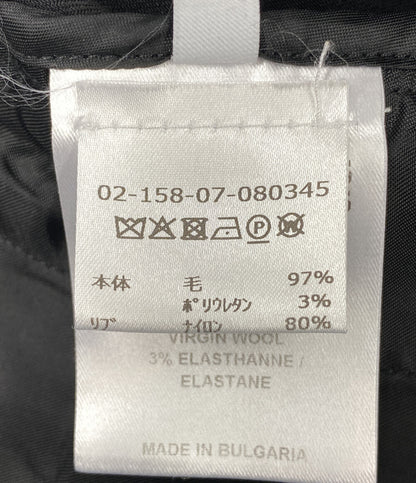 02-158-07-080345
本体 毛 97%
ポリウレタン 3%
リブ ナイロン 80%
VIRGIN WOOL
3% ELASTHANNE /
ELASTANE
MADE IN BULGARIA